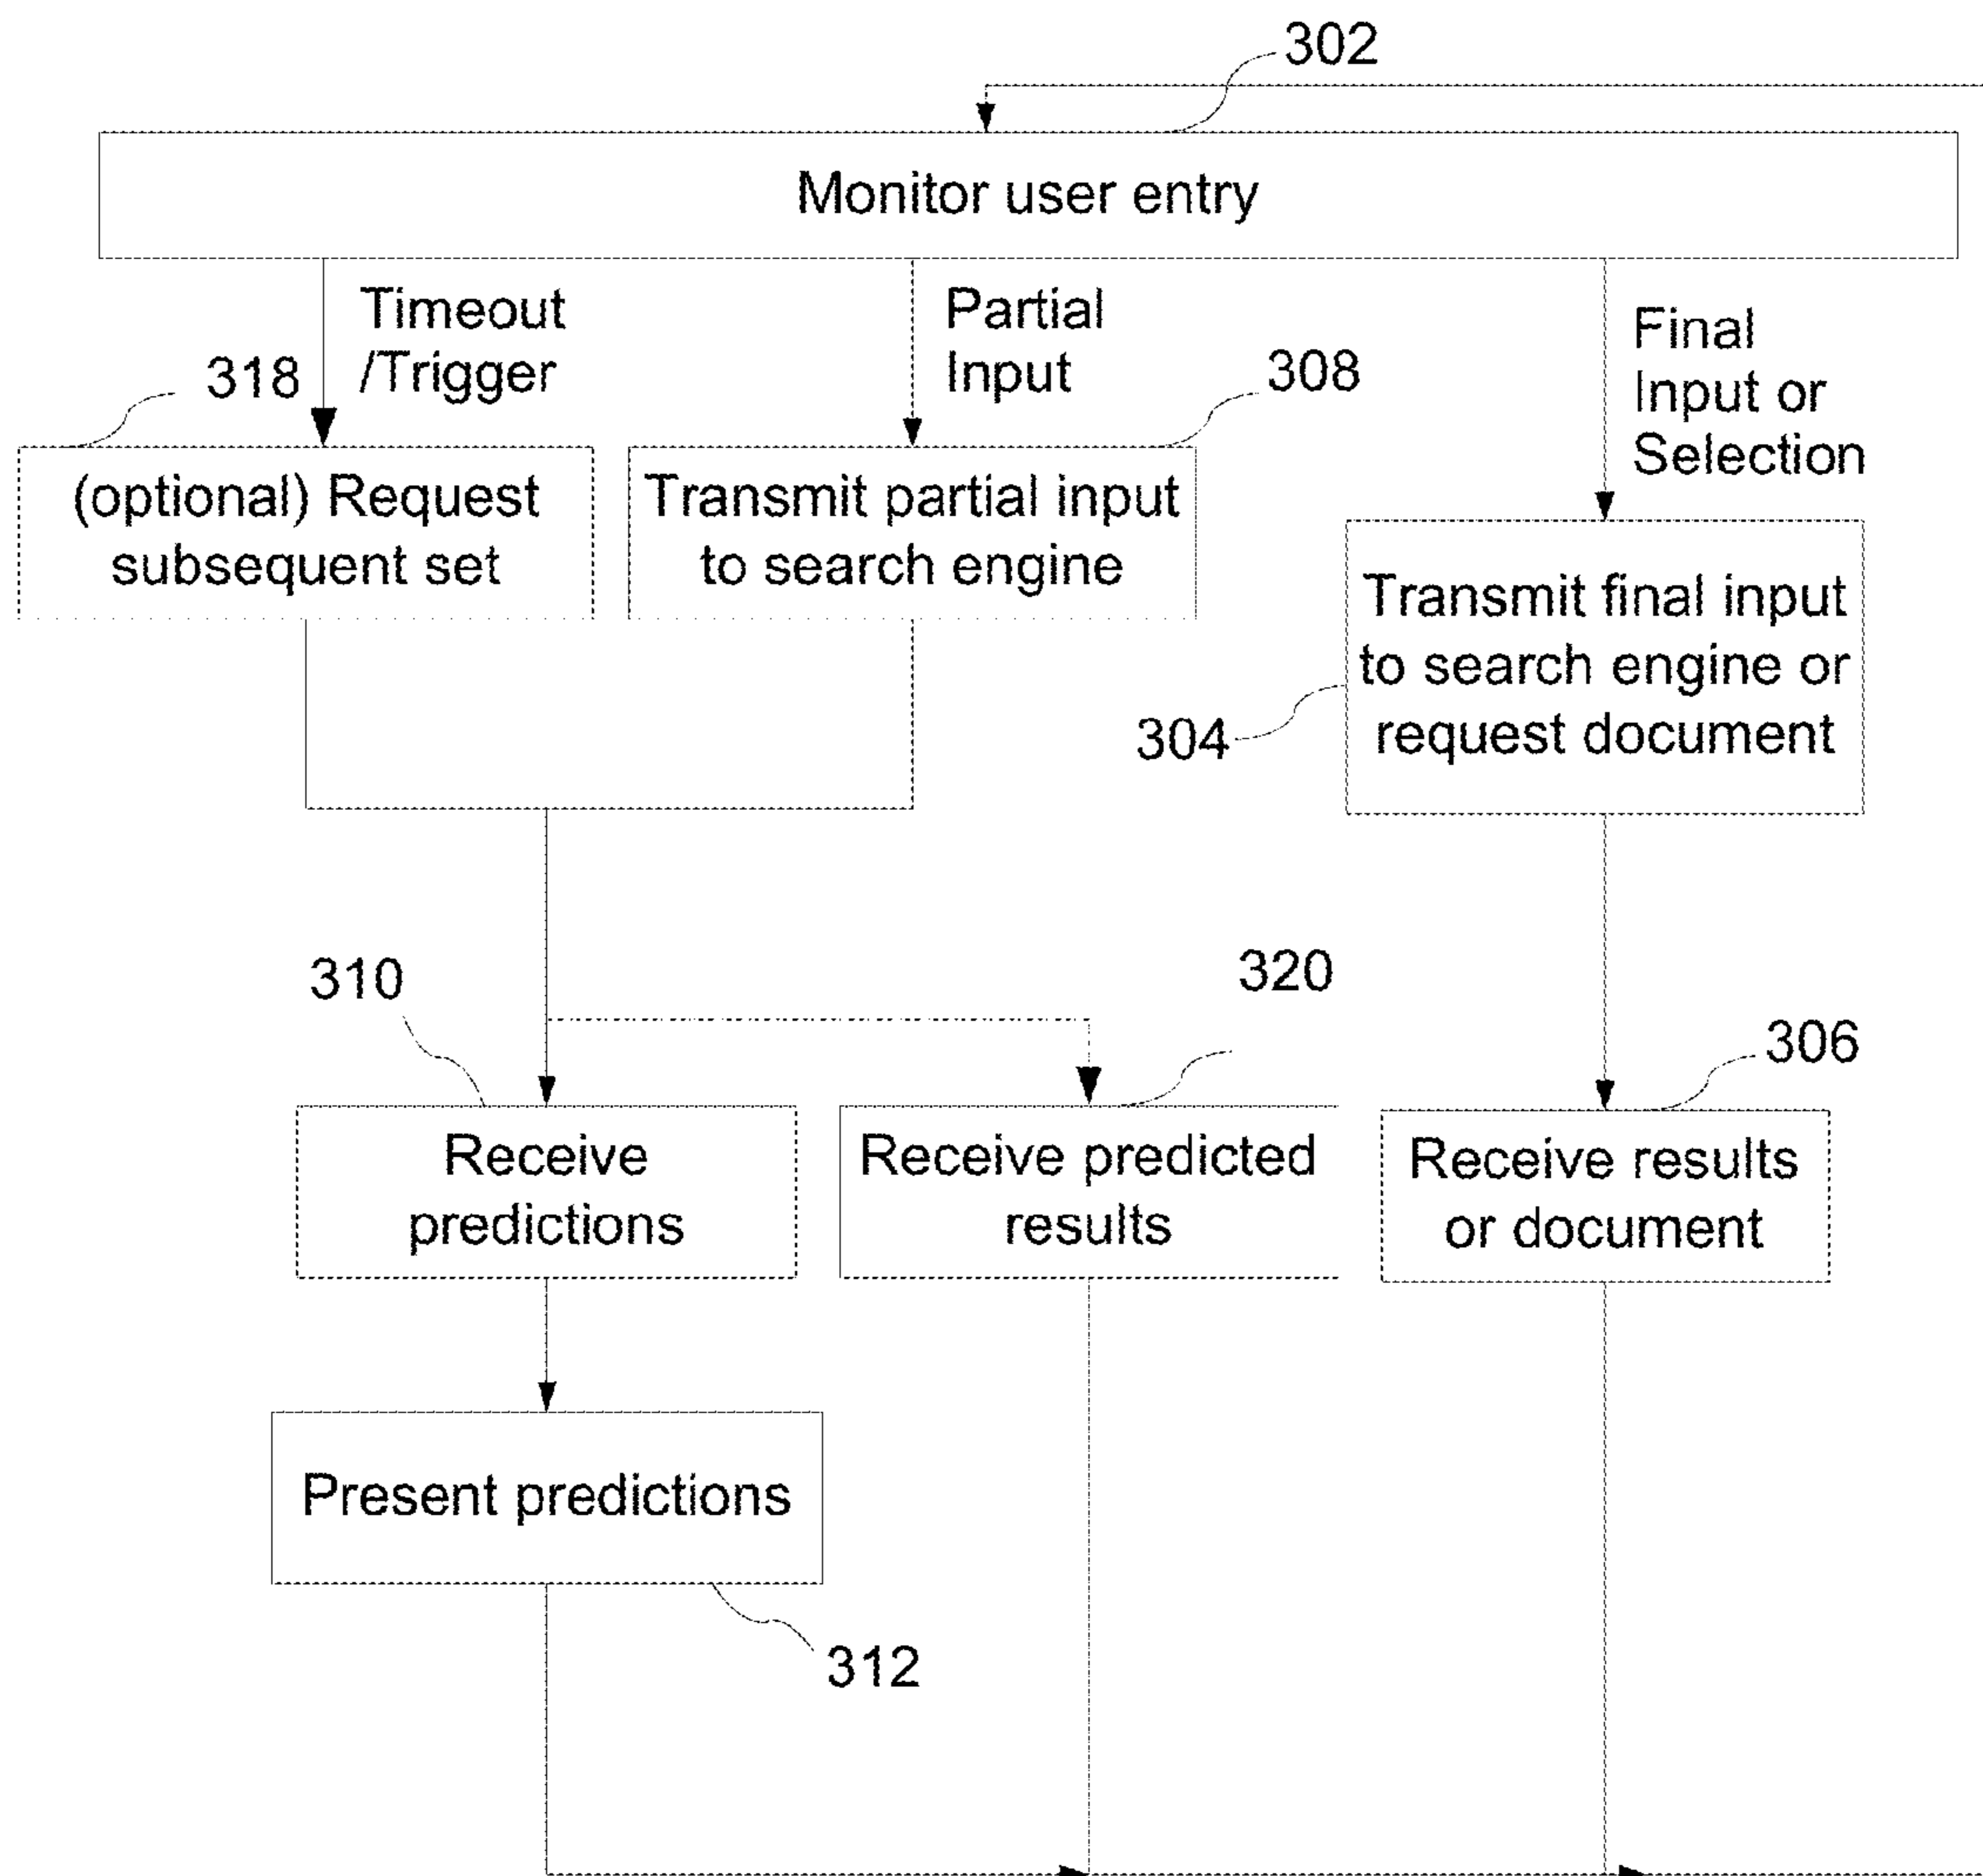 302
Monitor user entry
Timeout
/Trigger
Partial
Input
Final
Input or
Selection
318
308
(optional) Request
subsequent set
Transmit partial input
to search engine
304
Transmit final input
to search engine or
request document
310
320
306
Receive
predictions
Receive predicted
results
Receive results
or document
Present predictions
312